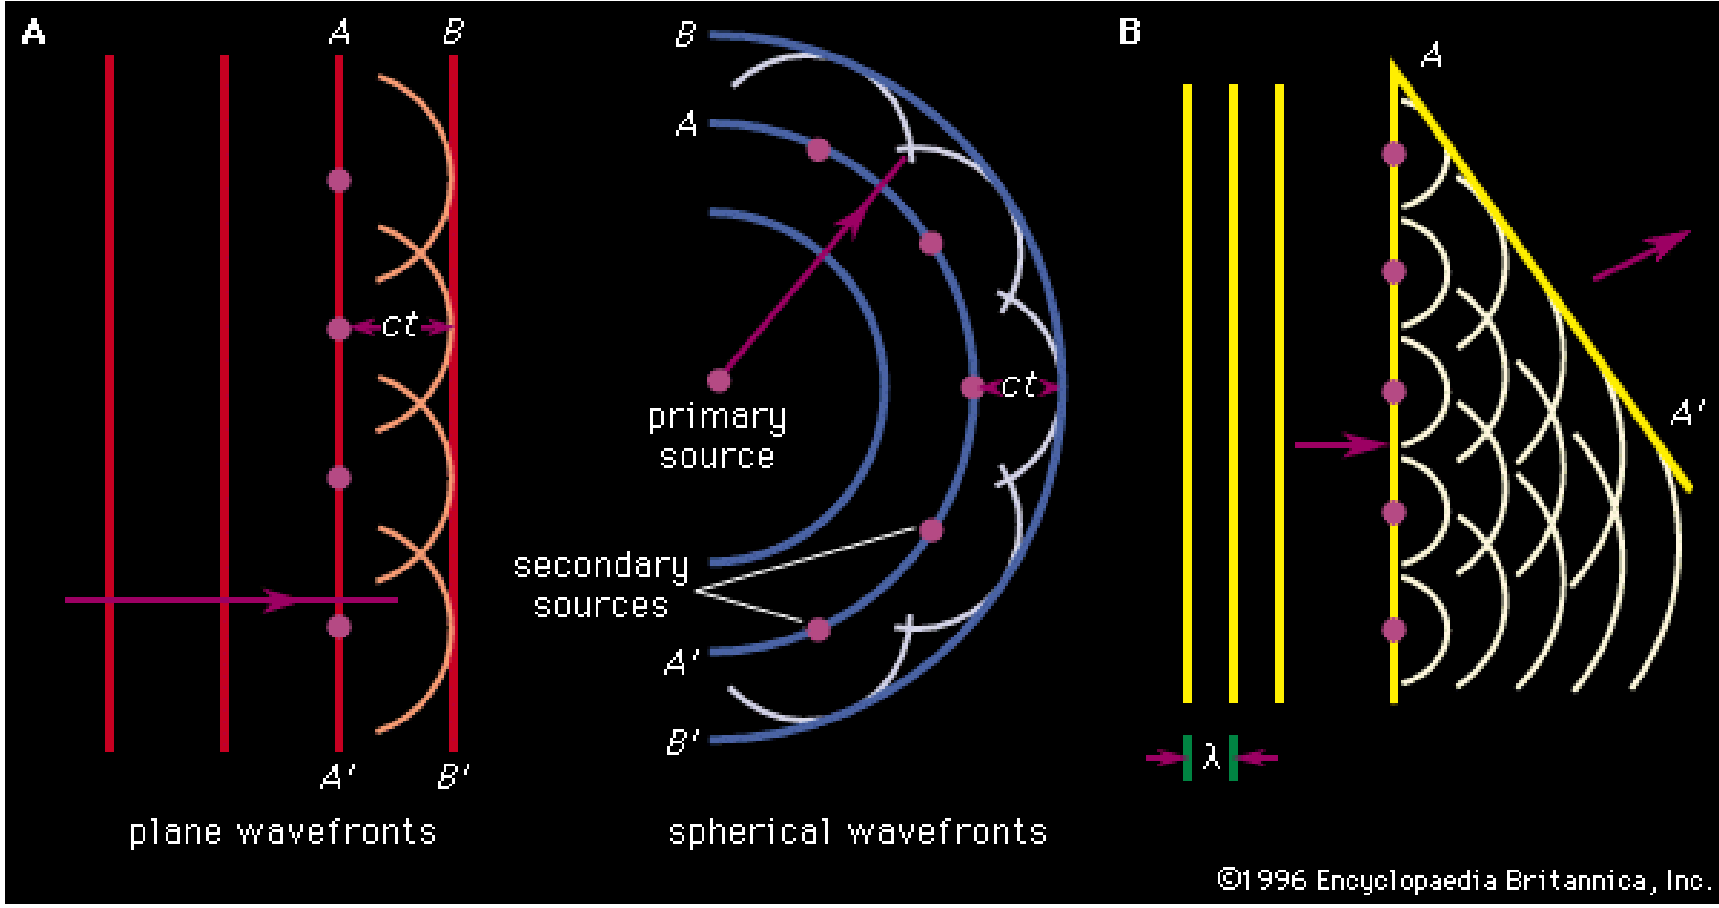 A
A
B
ct
A'
B'
plane wavefronts
B
A
primary
source
ct
secondary
sources
A'
B'
spherical wavefronts
B
A
A'
λ
©1996 Encyclopaedia Britannica, Inc.